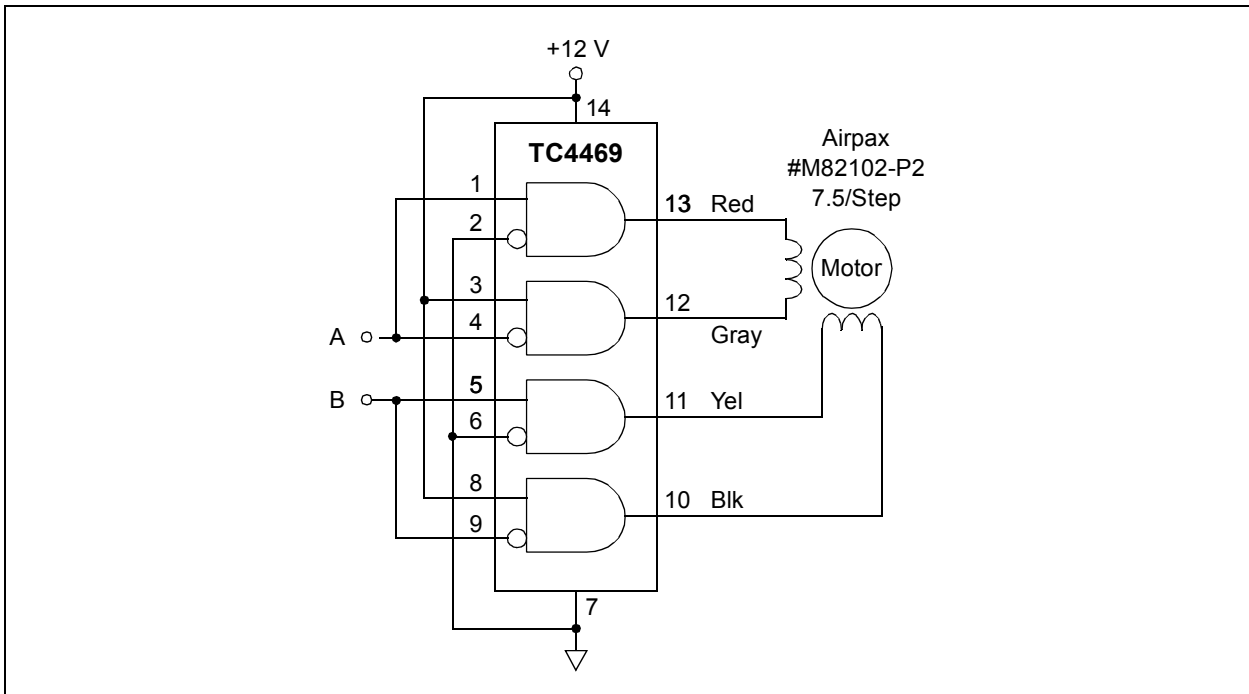 +12 V
14
TC4469
Airpax
#M82102-P2
7.5/Step
1
13 Red
2
Motor
3
12
4
Gray
A
B
5
11 Yel
6
8
10 Blk
9
7